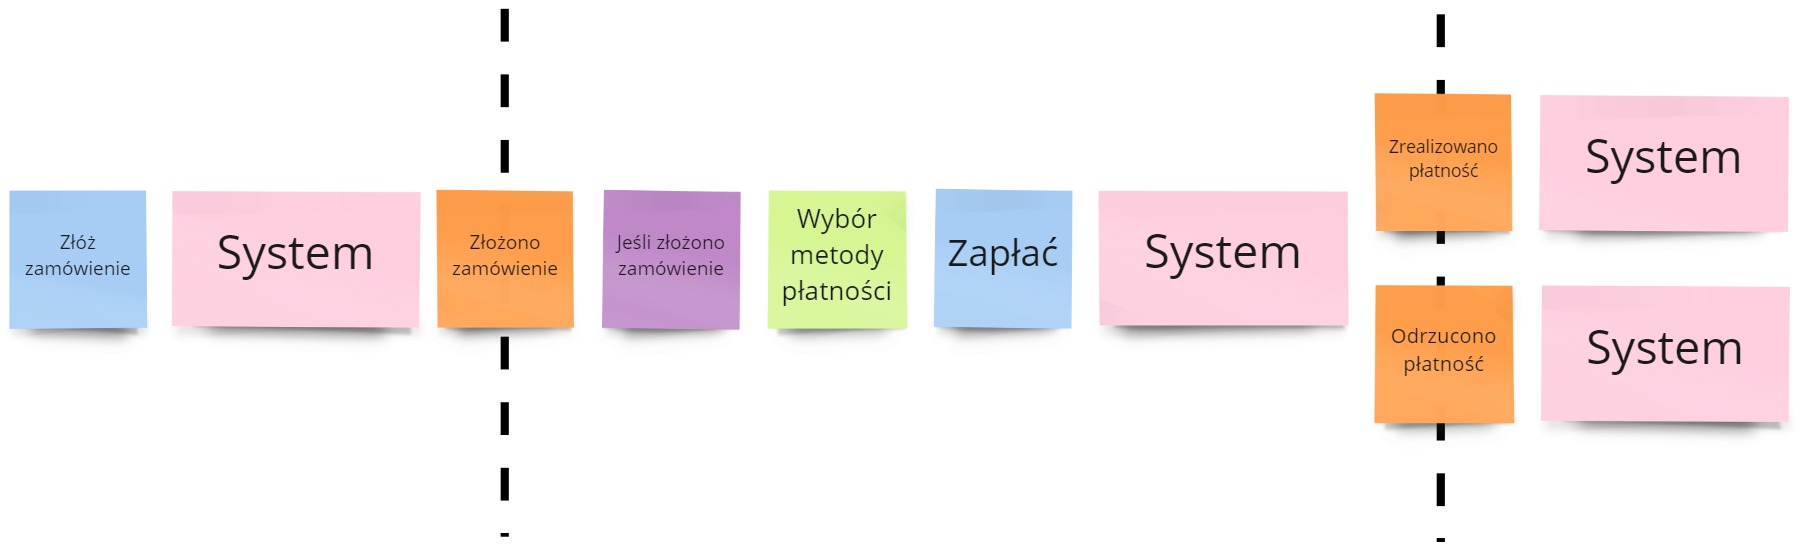 Złóż
zamówienie
System
Złożono
zamówienie
Jeśli złożono
zamówienie
Wybór
metody
płatności
Zapłać
System
Zrealizowano
płatność
System
Odrzucono
płatność
System